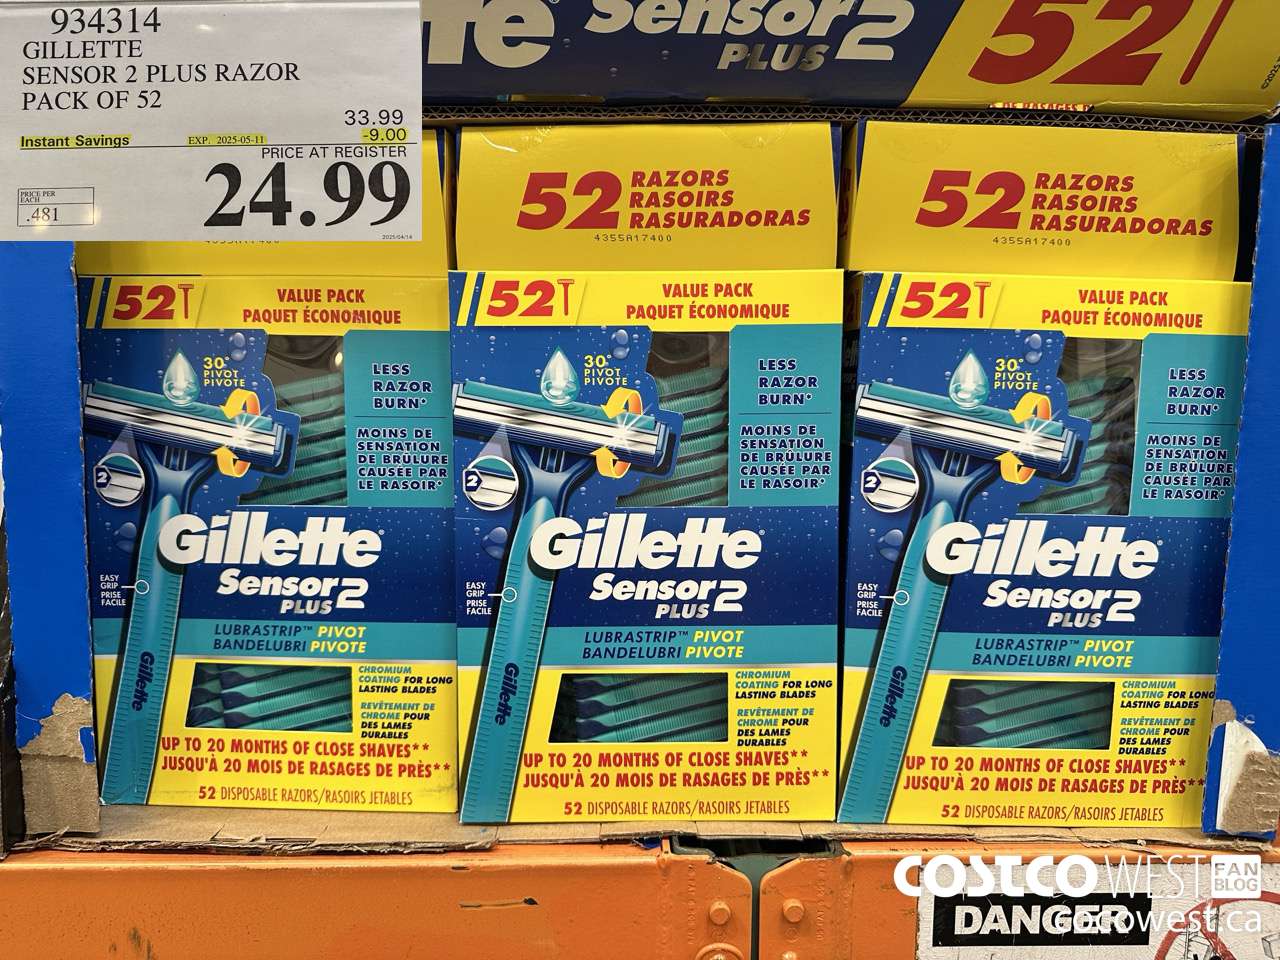 934314
GILLETTE
SENSOR 2 PLUS RAZOR
PACK OF 52
33.99
Instant Savings EXP. 2025-05-11 -9.00
PRICE AT REGISTER
24.99
PRICE PER
EACH
.481
2025/04/14
Sensor2
PLUS
52
©2025
52 RAZORS
RASOIRS
RASURADORAS
4355A17400
52 RAZORS
RASOIRS
RASURADORAS
4355A17400
52
VALUE PACK
PAQUET ÉCONOMIQUE
30°
PIVOT
PIVOTE
LESS
RAZOR
BURN*
MOINS DE
SENSATION
DE BRÛLURE
CAUSÉE PAR
LE RASOIR*
2
Gillette
Sensor2
PLUS
EASY
GRIP
PRISE
FACILE
LUBRASTRIP™ PIVOT
BANDELUBRI PIVOTE
Gillette
CHROMIUM
COATING FOR LONG
LASTING BLADES
REVÊTEMENT DE
CHROME POUR
DES LAMES
DURABLES
UP TO 20 MONTHS OF CLOSE SHAVES**
JUSQU'À 20 MOIS DE RASAGES DE PRÈS**
52 DISPOSABLE RAZORS/RASOIRS JETABLES
52
VALUE PACK
PAQUET ÉCONOMIQUE
30°
PIVOT
PIVOTE
LESS
RAZOR
BURN*
MOINS DE
SENSATION
DE BRÛLURE
CAUSÉE PAR
LE RASOIR*
2
Gillette
Sensor2
PLUS
EASY
GRIP
PRISE
FACILE
LUBRASTRIP™ PIVOT
BANDELUBRI PIVOTE
Gillette
CHROMIUM
COATING FOR LONG
LASTING BLADES
REVÊTEMENT DE
CHROME POUR
DES LAMES
DURABLES
UP TO 20 MONTHS OF CLOSE SHAVES**
JUSQU'À 20 MOIS DE RASAGES DE PRÈS**
52 DISPOSABLE RAZORS/RASOIRS JETABLES
52
VALUE PACK
PAQUET ÉCONOMIQUE
30°
PIVOT
PIVOTE
LESS
RAZOR
BURN*
MOINS DE
SENSATION
DE BRÛLURE
CAUSÉE PAR
LE RASOIR*
2
Gillette
Sensor2
PLUS
EASY
GRIP
PRISE
FACILE
LUBRASTRIP™ PIVOT
BANDELUBRI PIVOTE
Gillette
CHROMIUM
COATING FOR LONG
LASTING BLADES
REVÊTEMENT DE
CHROME POUR
DES LAMES
DURABLES
UP TO 20 MONTHS OF CLOSE SHAVES**
JUSQU'À 20 MOIS DE RASAGES DE PRÈS**
52 DISPOSABLE RAZORS/RASOIRS JETABLES
COSTCO WEST FAN
BLOG
DANGER
cocowest.ca